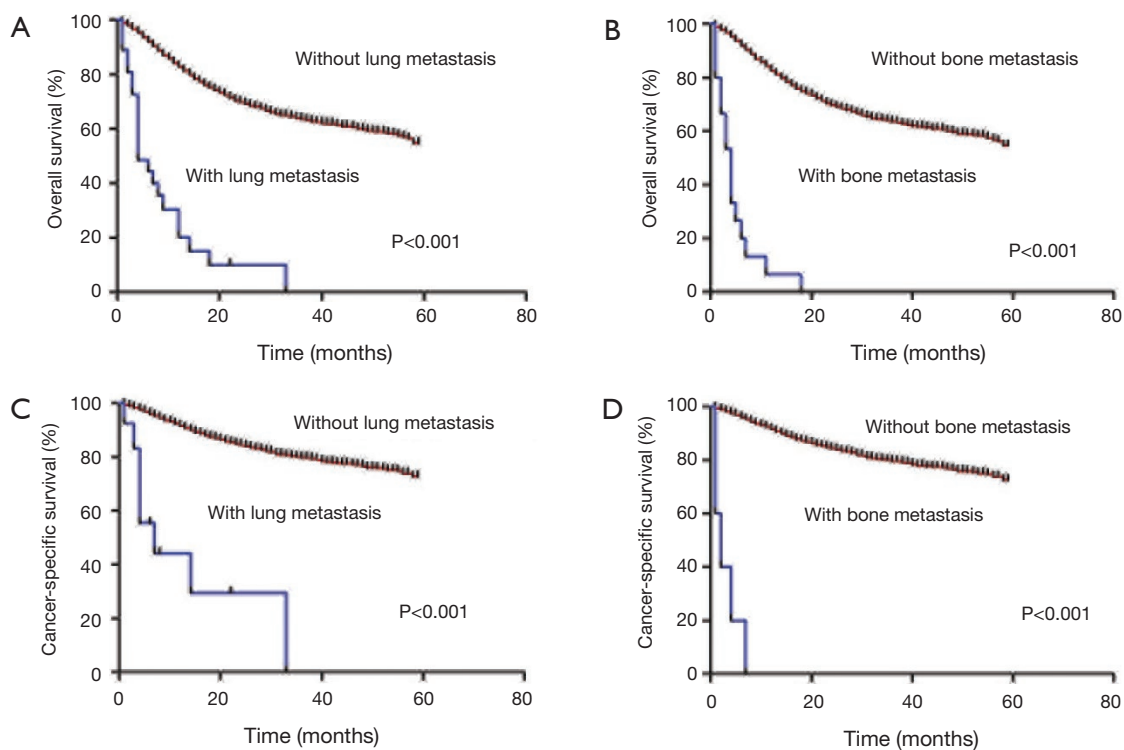 A
Overall survival (%)
100
80
60
40
20
0
Without lung metastasis
With lung metastasis
P<0.001
0 20 40 60 80
Time (months)
B
Overall survival (%)
100
80
60
40
20
0
Without bone metastasis
With bone metastasis
P<0.001
0 20 40 60 80
Time (months)
C
Cancer-specific survival (%)
100
80
60
40
20
0
Without lung metastasis
With lung metastasis
P<0.001
0 20 40 60 80
Time (months)
D
Cancer-specific survival (%)
100
80
60
40
20
0
Without bone metastasis
With bone metastasis
P<0.001
0 20 40 60 80
Time (months)